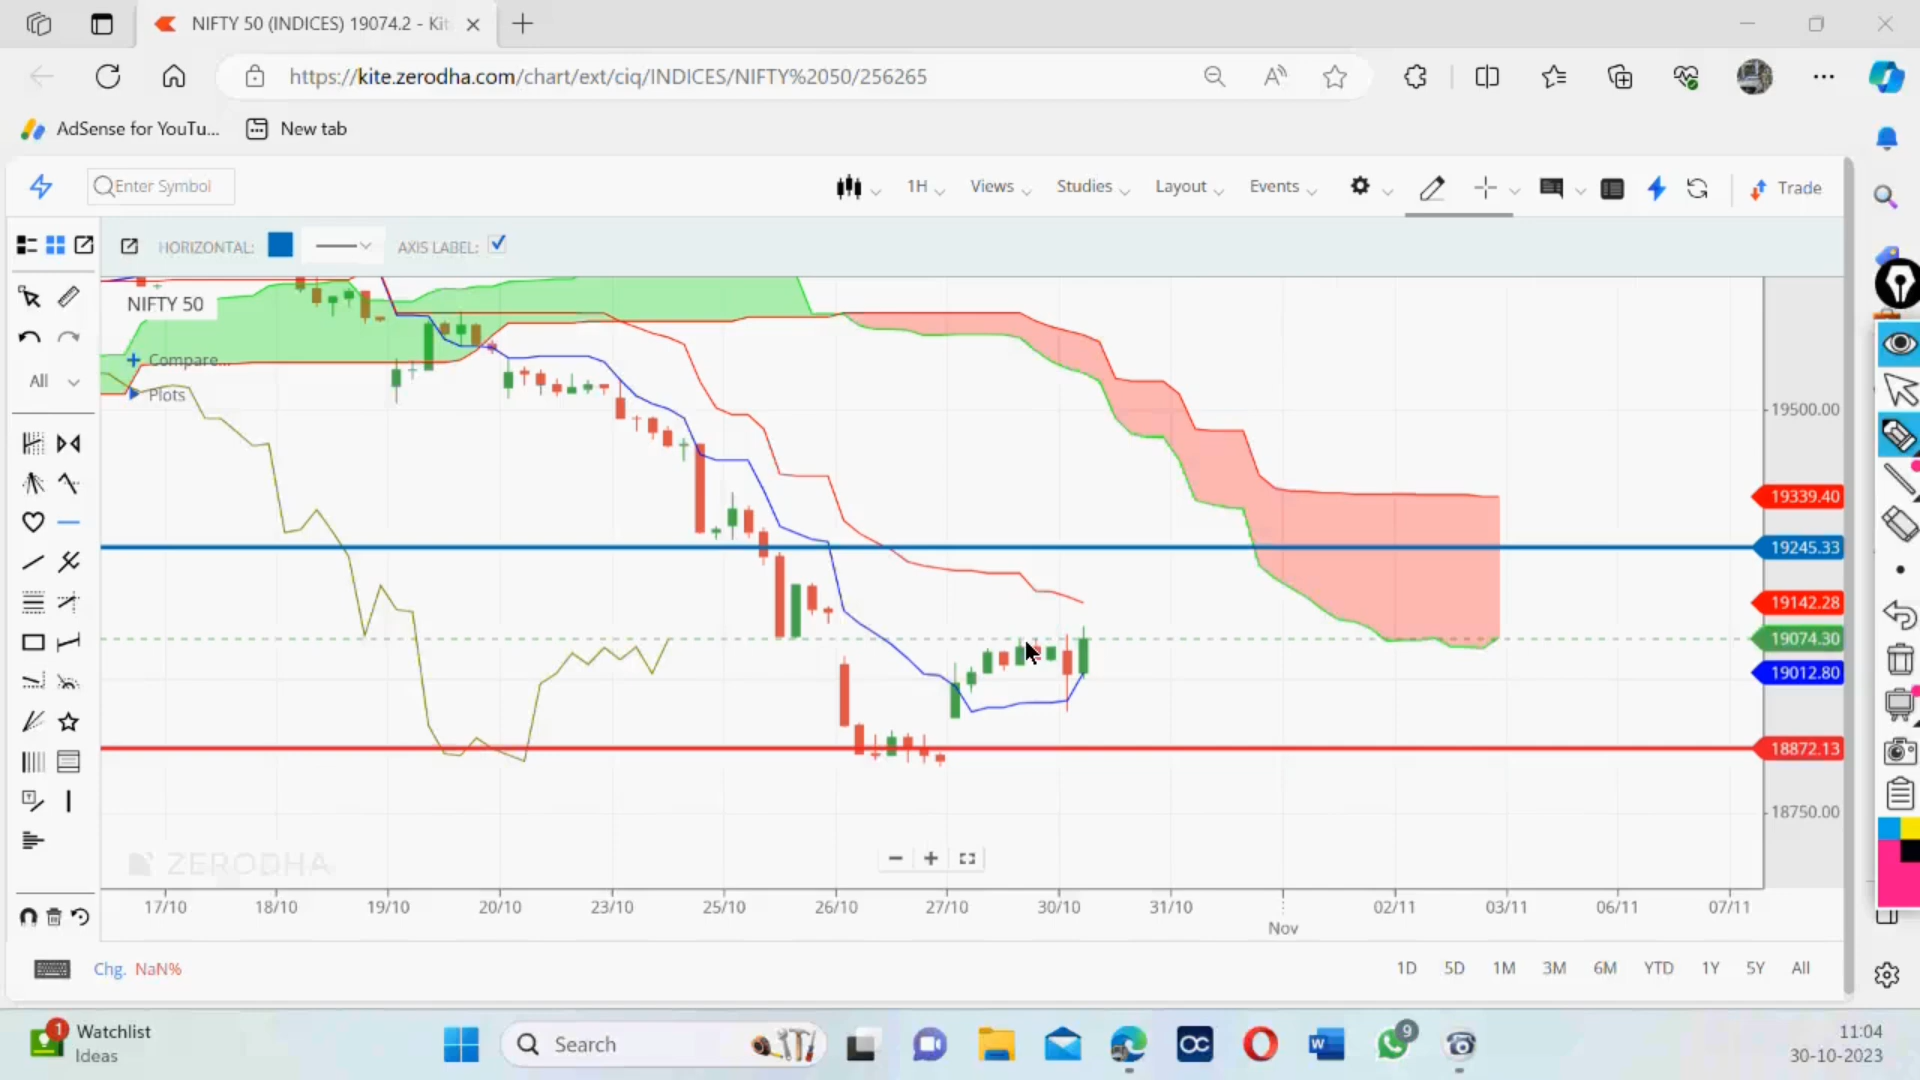 NIFTY 50 (INDICES) 19074.2 - Kit
https://kite.zerodha.com/chart/ext/ciq/INDICES/NIFTY%2050/256265
AdSense for YouTu...
New tab
Enter Symbol
1H
Views
Studies
Layout
Events
Trade
HORIZONTAL:
AXIS LABEL:
NIFTY 50
Compare...
Plots
All
19500.00
19339.40
19245.33
19142.28
19074.30
19012.80
18872.13
18750.00
ZERODHA
17/10
18/10
19/10
20/10
23/10
25/10
26/10
27/10
30/10
31/10
Nov
02/11
03/11
06/11
07/11
Chg. NaN%
1D
5D
1M
3M
6M
YTD
1Y
5Y
All
1
Watchlist
Ideas
Search
9
11:04
30-10-2023